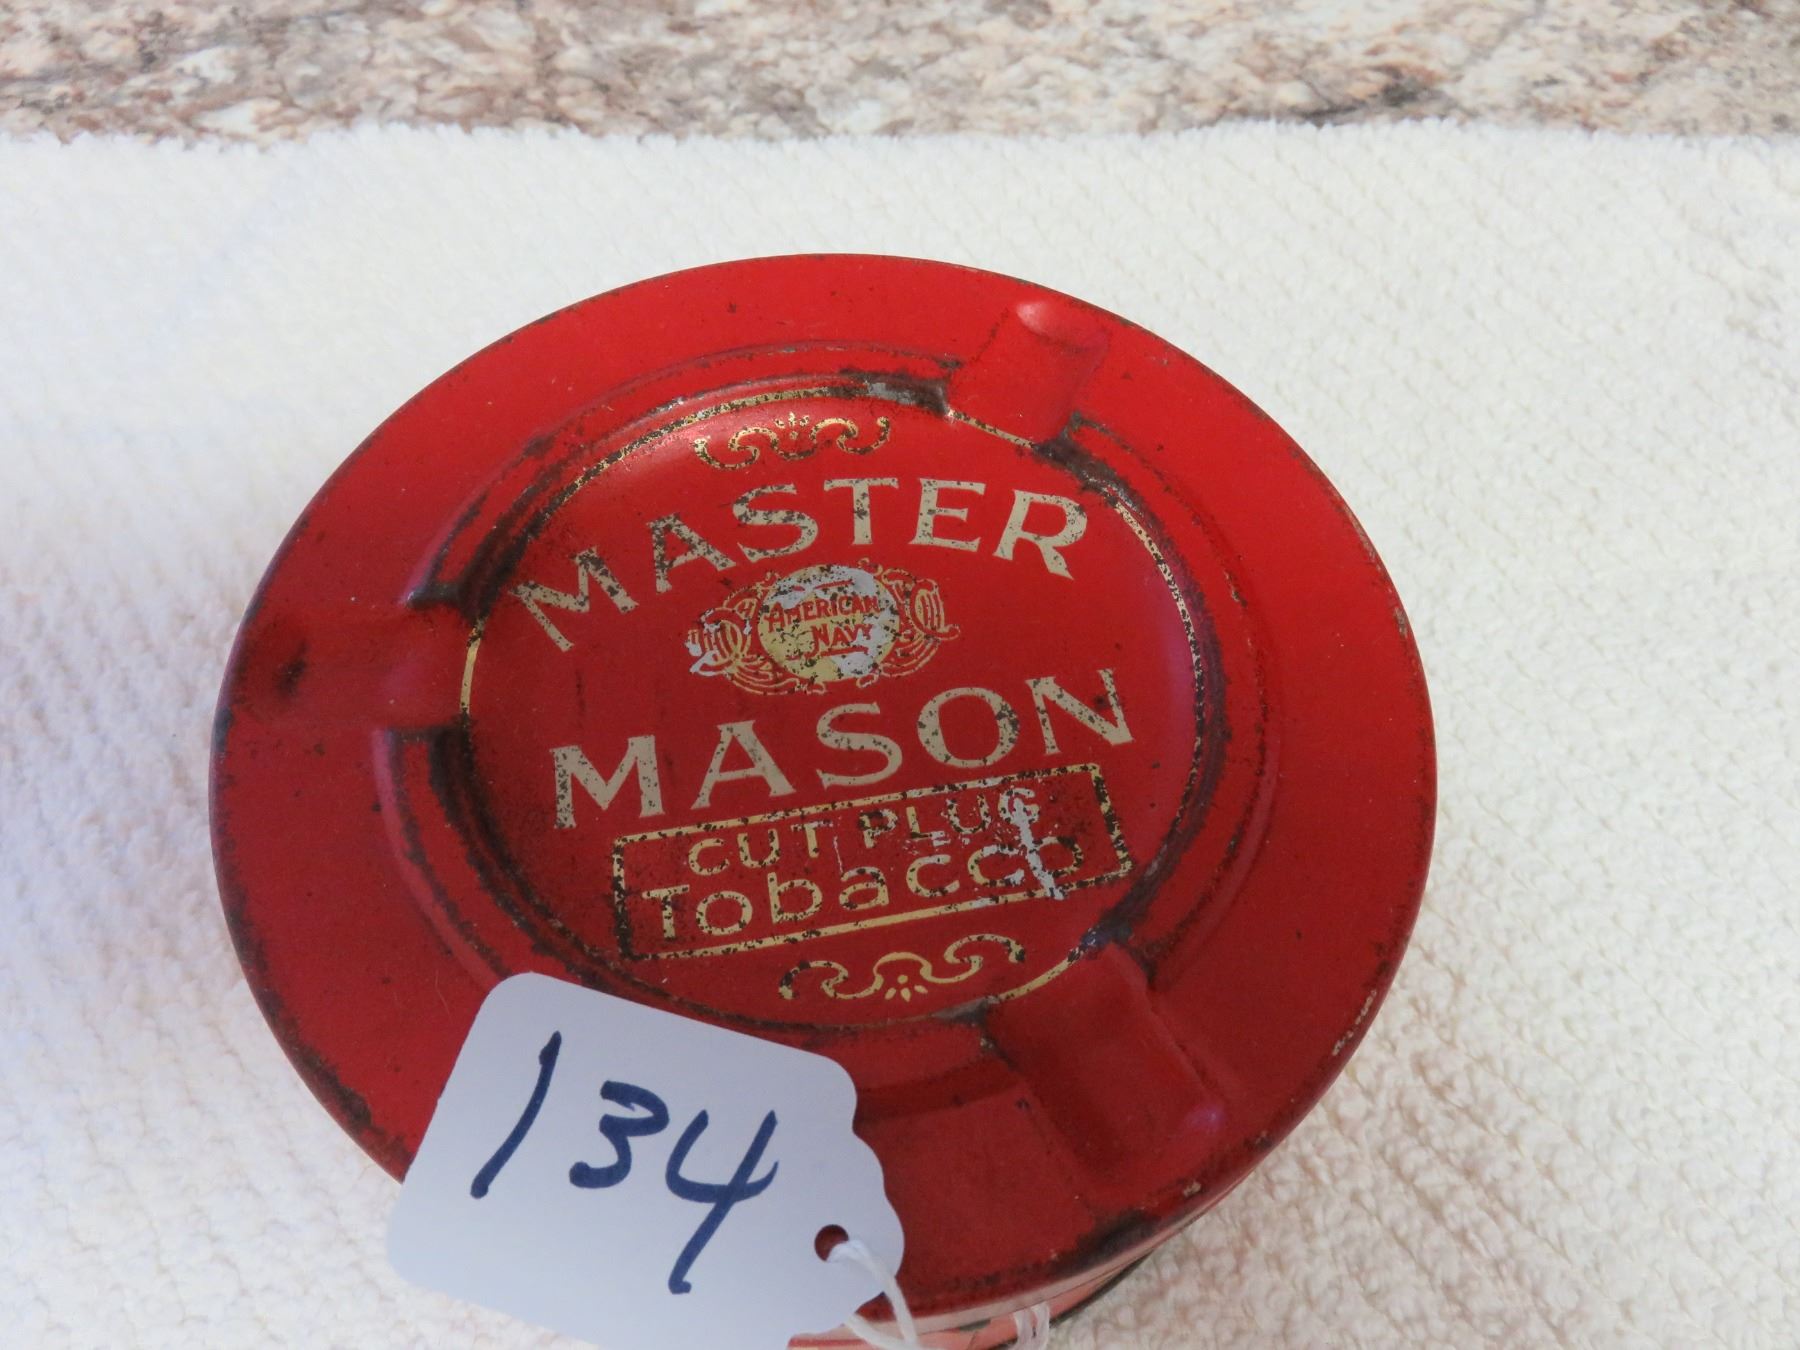 MASTER
AMERICAN
NAVY
MASON
CUT PLUG
Tobacco
134